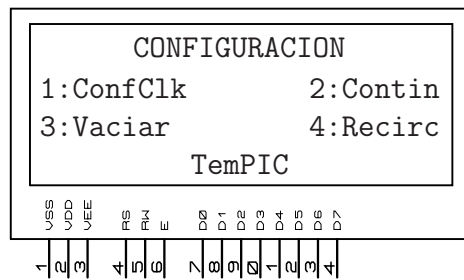 CONFIGURACION
1:ConfClk 2:Contin
3:Vaciar 4:Recirc
TemPIC
VSS VDD VEE RS RW E D0 D1 D2 D3 D4 D5 D6 D7
1 2 3 4 5 6 7 8 9 0 1 2 3 4